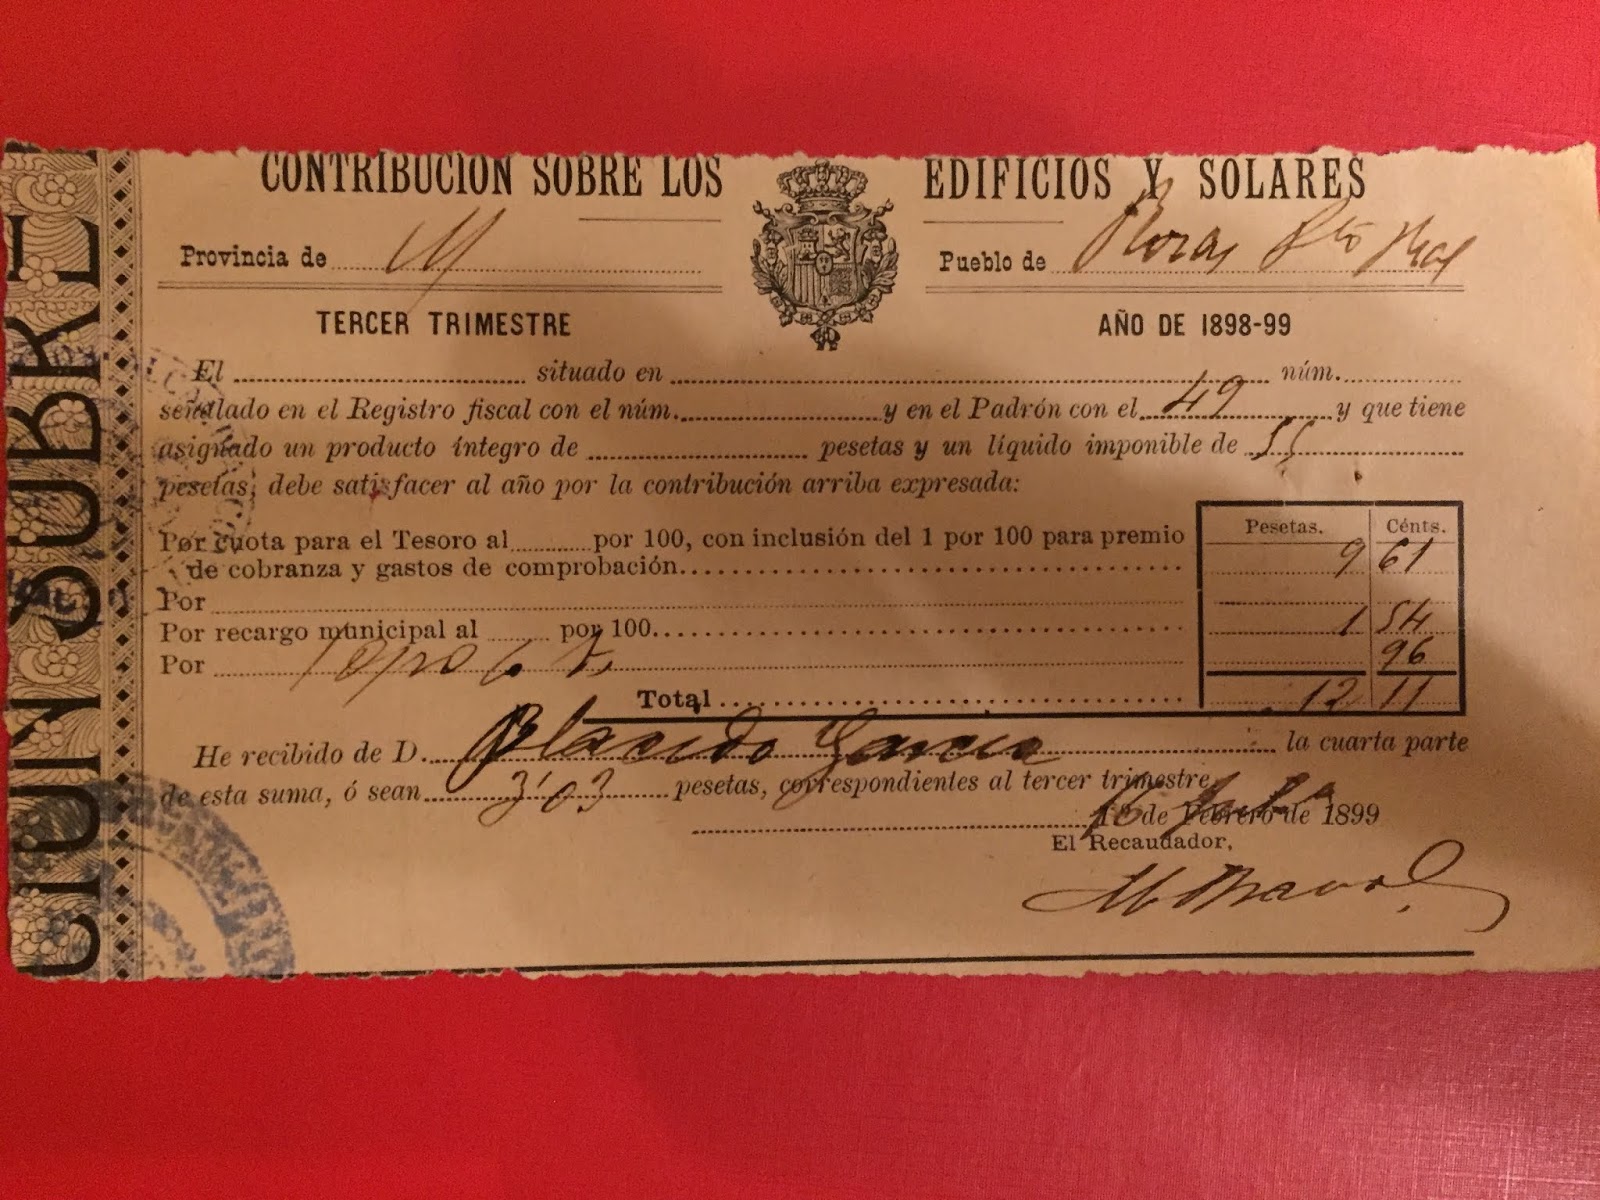 CONTRIBUCIÓN SOBRE LOS EDIFICIOS Y SOLARES
Provincia de M
Pueblo de Rozas Pto Real
TERCER TRIMESTRE
AÑO DE 1898-99
El situado en núm.
señalado en el Registro fiscal con el núm. y en el Padrón con el 49 y que tiene
asignado un producto íntegro de pesetas y un líquido imponible de
pesetas, debe satisfacer al año por la contribución arriba expresada:
Pesetas. Cénts.
Por cuota para el Tesoro al por 100, con inclusión del 1 por 100 para premio
de cobranza y gastos de comprobación 9 61
Por
Por recargo municipal al por 100 1 54
Por 96
Total 12 11
He recibido de D. Placido Garcia la cuarta parte
de esta suma, ó sean 3'03 pesetas, correspondientes al tercer trimestre
de Febrero de 1899
El Recaudador,
CION SOBRE